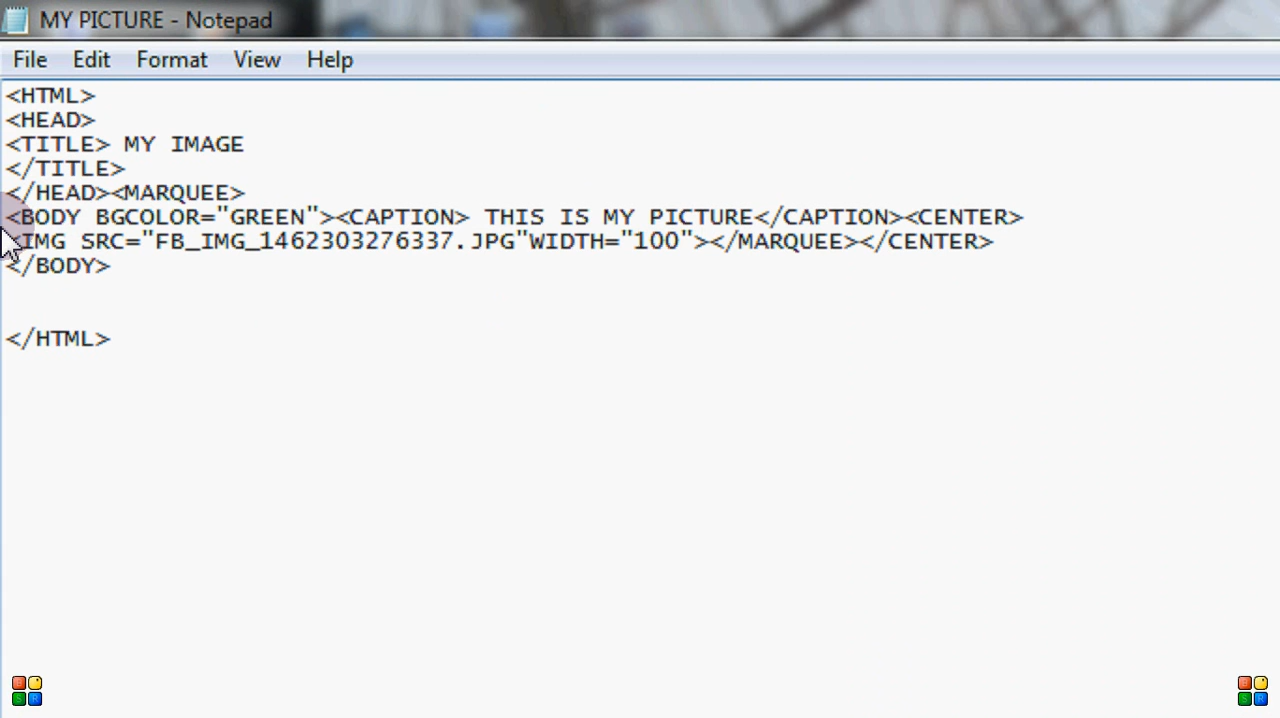 MY PICTURE - Notepad
File Edit Format View Help
<HTML>
<HEAD>
<TITLE> MY IMAGE
</TITLE>
</HEAD><MARQUEE>
<BODY BGCOLOR="GREEN"><CAPTION> THIS IS MY PICTURE</CAPTION><CENTER>
<IMG SRC="FB_IMG_1462303276337.JPG"WIDTH="100"></MARQUEE></CENTER>
</BODY>
</HTML>